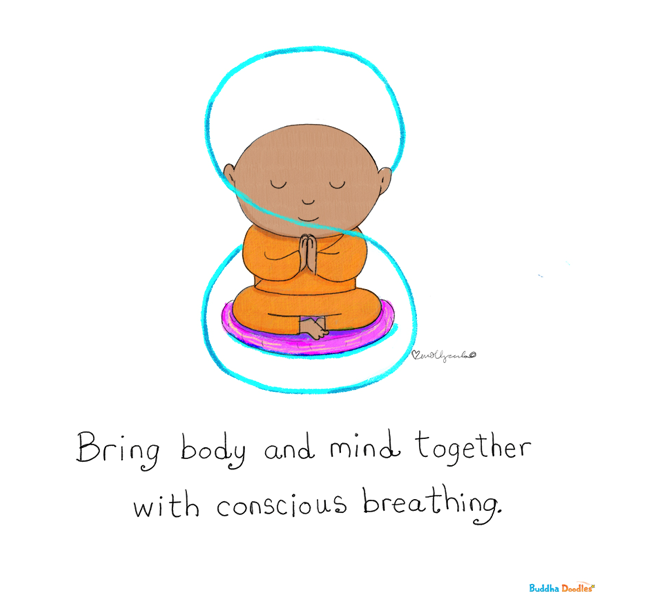 Bring body and mind together
with conscious breathing.
Buddha Doodles